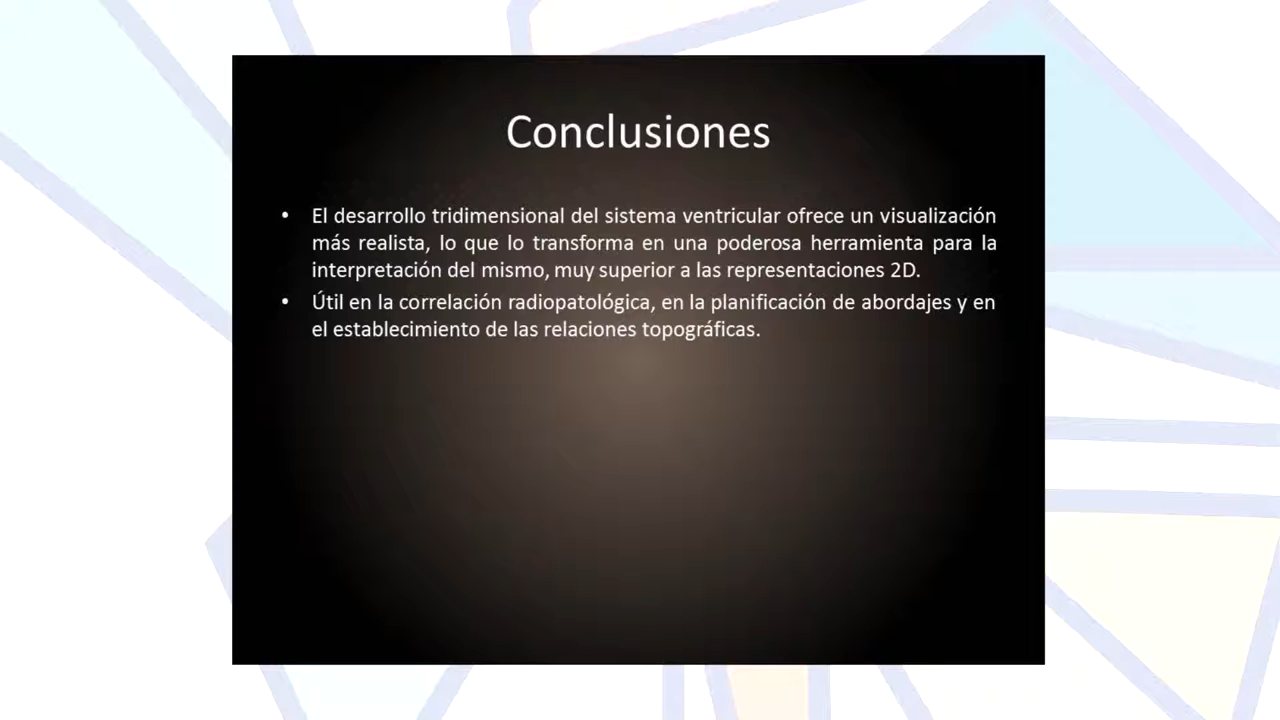 Conclusiones
• El desarrollo tridimensional del sistema ventricular ofrece un visualización
más realista, lo que lo transforma en una poderosa herramienta para la
interpretación del mismo, muy superior a las representaciones 2D.
• Útil en la correlación radiopatológica, en la planificación de abordajes y en
el establecimiento de las relaciones topográficas.